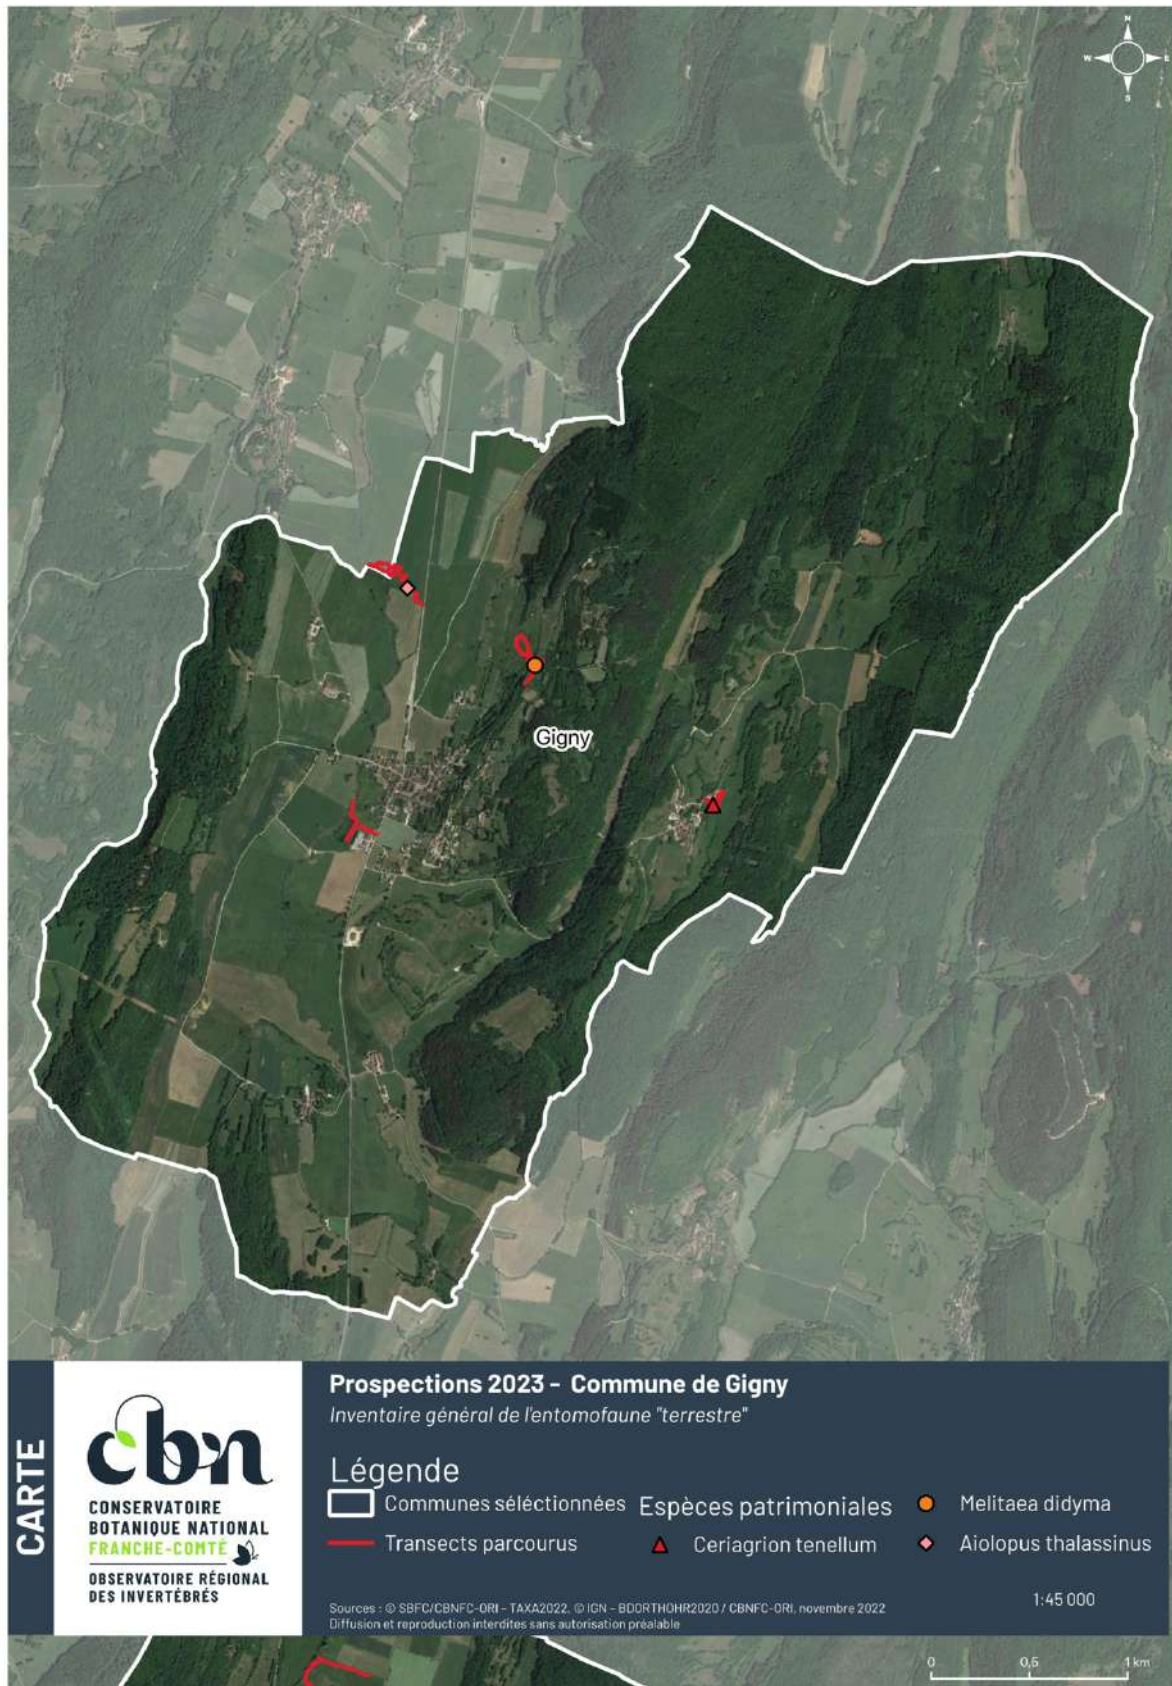 N
W E
S
Gigny
CARTE
cbn
CONSERVATOIRE
BOTANIQUE NATIONAL
FRANCHE-COMTÉ
OBSERVATOIRE RÉGIONAL
DES INVERTÉBRÉS
Prospections 2023 - Commune de Gigny
Inventaire général de l'entomofaune "terrestre"
Légende
Communes séléctionnées
Transects parcourus
Espèces patrimoniales
Ceriagrion tenellum
Melitaea didyma
Aiolopus thalassinus
Sources : © SBFC/CBNFC-ORI - TAXA2022, © IGN - BDORTHOHR2020 / CBNFC-ORI, novembre 2022
Diffusion et reproduction interdites sans autorisation préalable
1:45 000
0 0,5 1 km